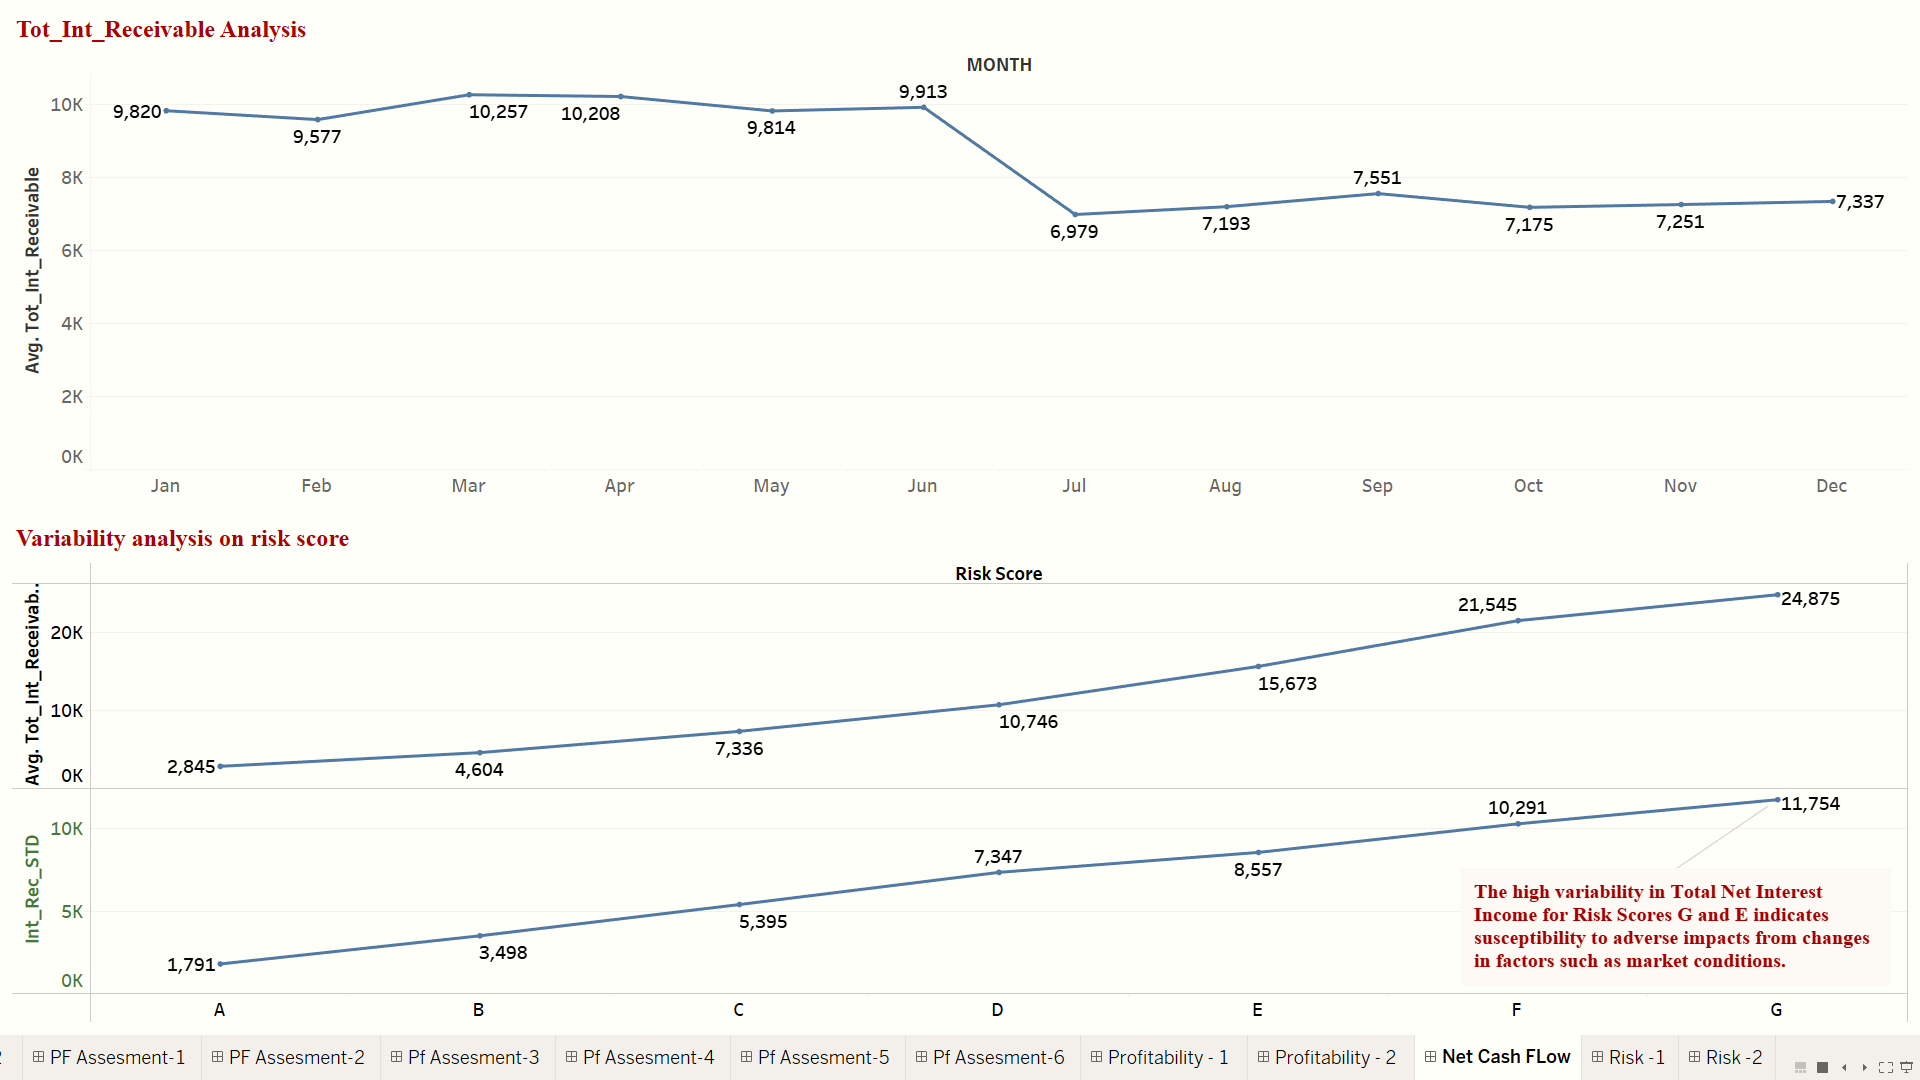 Tot_Int_Receivable Analysis
MONTH
Avg. Tot_Int_Receivable
10K
8K
6K
4K
2K
0K
9,820
9,577
10,257
10,208
9,814
9,913
6,979
7,193
7,551
7,175
7,251
7,337
Jan Feb Mar Apr May Jun Jul Aug Sep Oct Nov Dec
Variability analysis on risk score
Risk Score
Avg. Tot_Int_Receivab..
20K
10K
0K
2,845
4,604
7,336
10,746
15,673
21,545
24,875
Int_Rec_STD
10K
5K
0K
1,791
3,498
5,395
7,347
8,557
10,291
11,754
The high variability in Total Net Interest
Income for Risk Scores G and E indicates
susceptibility to adverse impacts from changes
in factors such as market conditions.
A B C D E F G
PF Assesment-1 PF Assesment-2 Pf Assesment-3 Pf Assesment-4 Pf Assesment-5 Pf Assesment-6 Profitability - 1 Profitability - 2 Net Cash FLow Risk -1 Risk -2